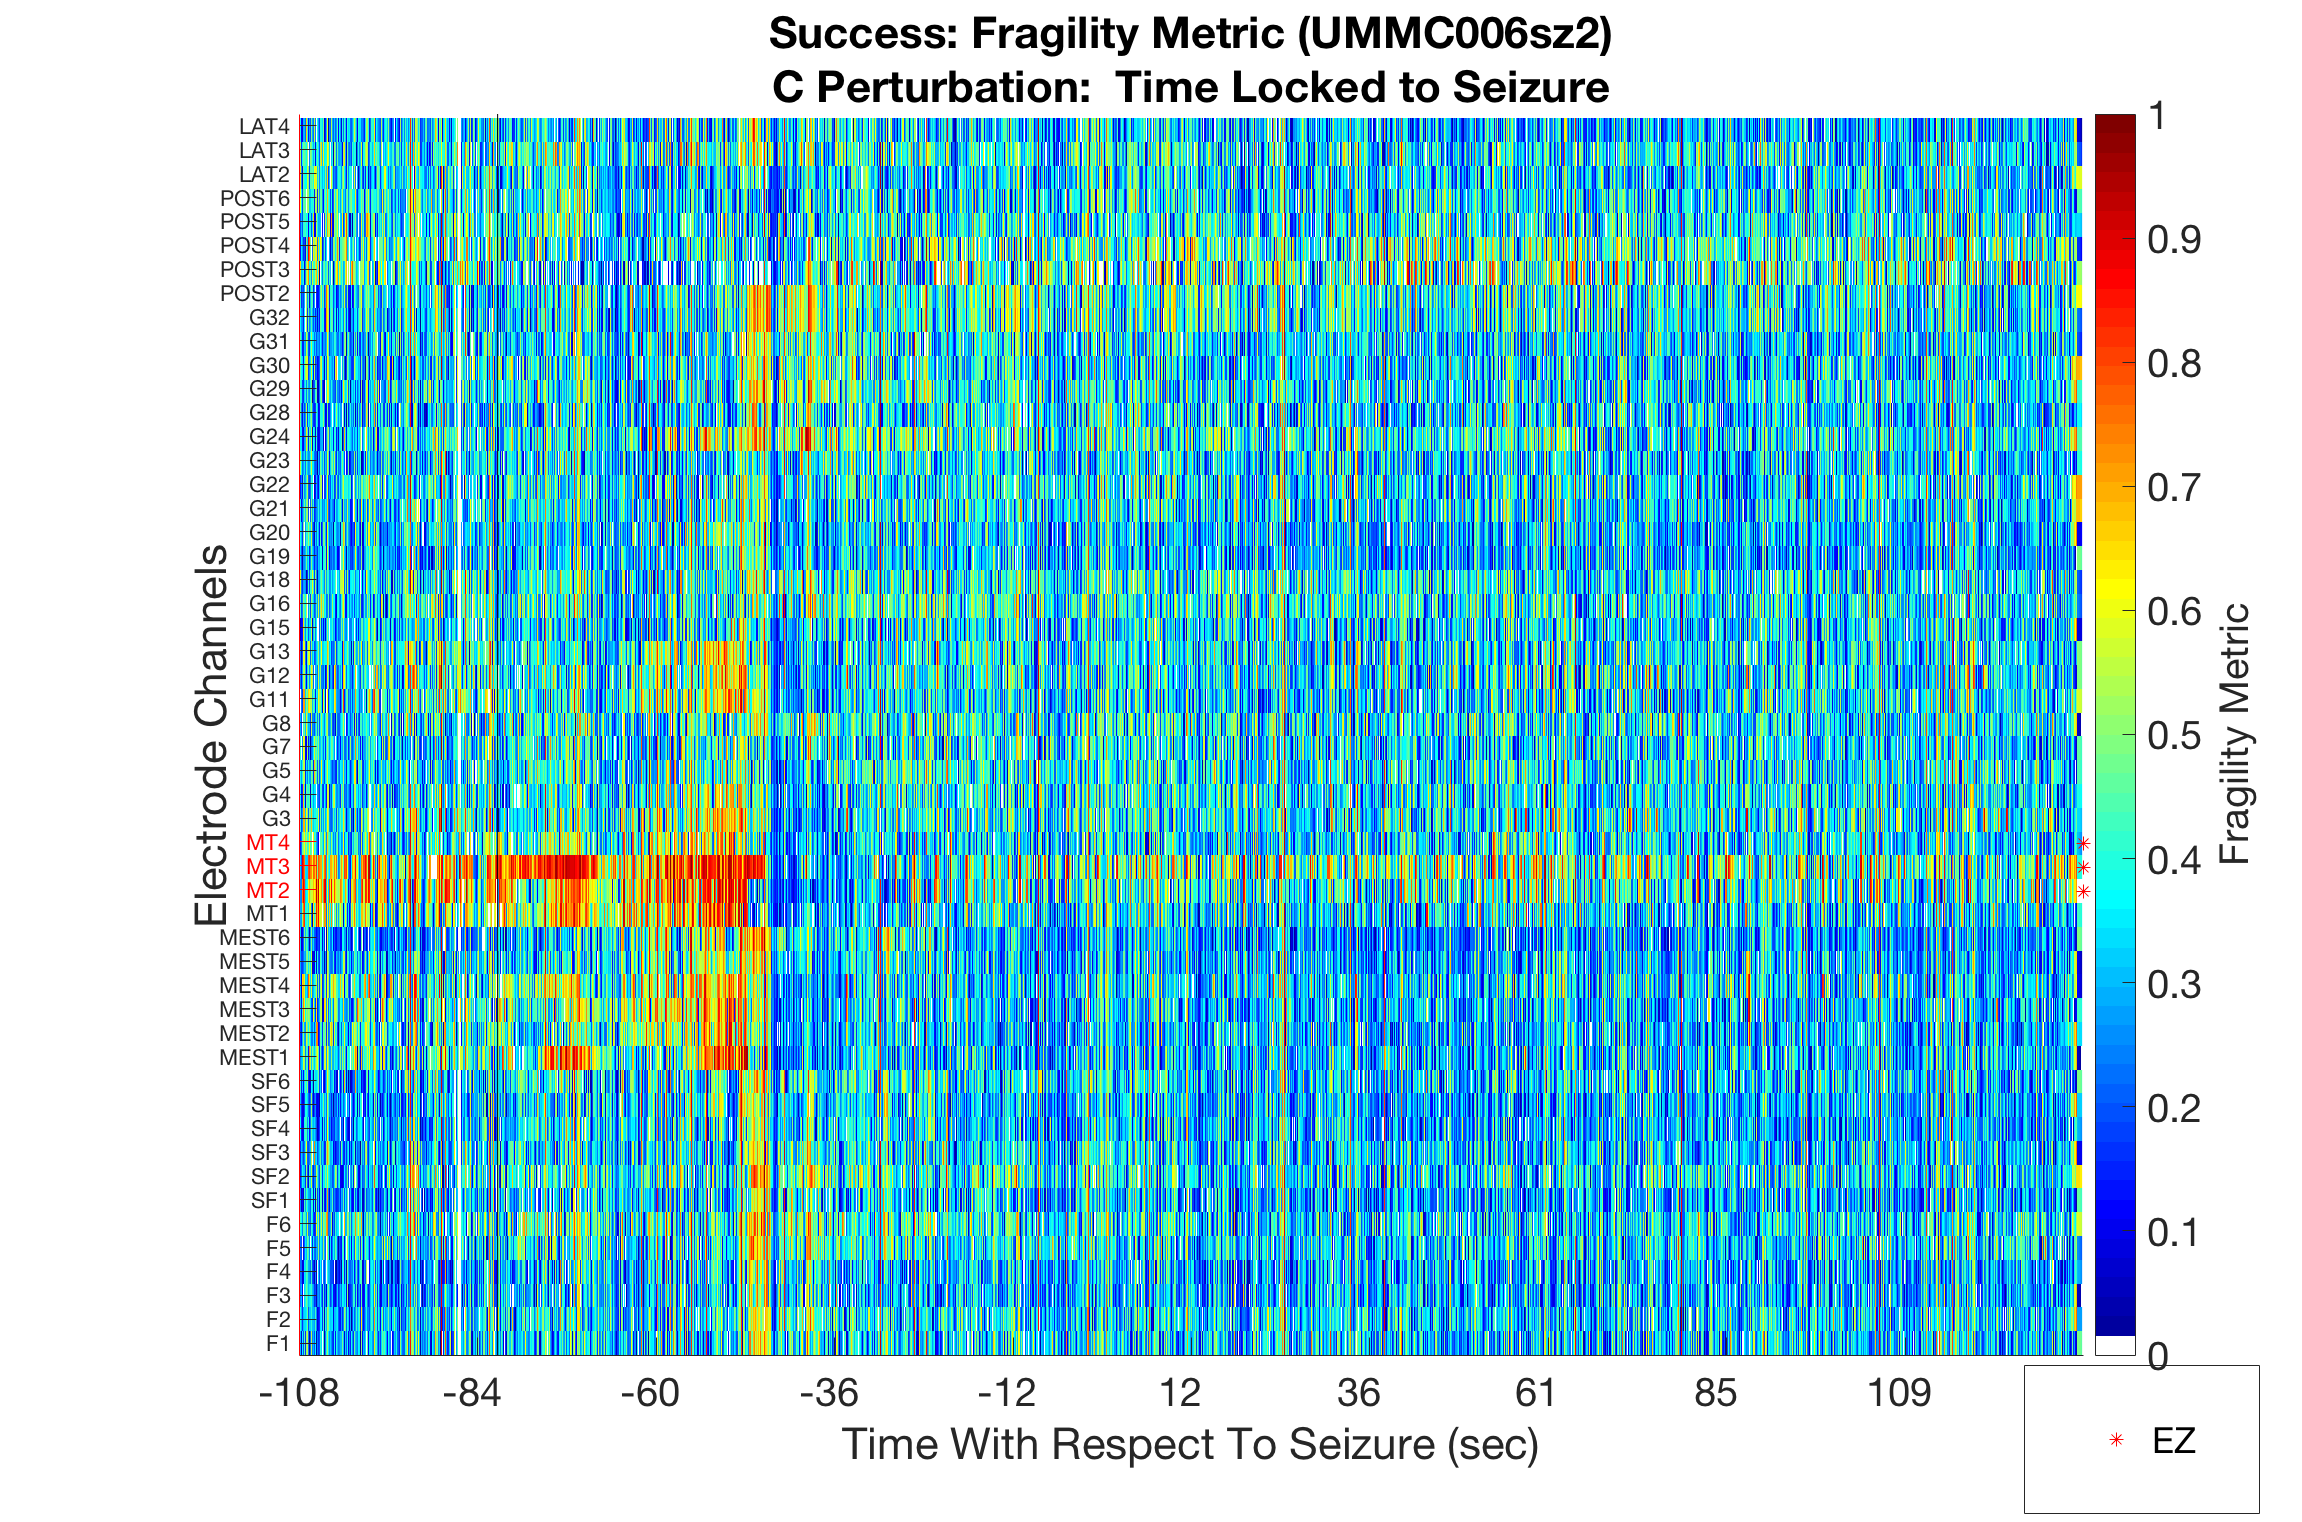 Success: Fragility Metric (UMMC006sz2)
C Perturbation:  Time Locked to Seizure
LAT4
LAT3
LAT2
POST6
POST5
POST4
POST3
POST2
G32
G31
G30
G29
G28
G24
G23
G22
G21
G20
G19
G18
G16
G15
G13
G12
G11
G8
G7
G5
G4
G3
MT4
MT3
MT2
MT1
MEST6
MEST5
MEST4
MEST3
MEST2
MEST1
SF6
SF5
SF4
SF3
SF2
SF1
F6
F5
F4
F3
F2
F1
Electrode Channels
-108 -84 -60 -36 -12 12 36 61 85 109
Time With Respect To Seizure (sec)
1
0.9
0.8
0.7
0.6
0.5
0.4
0.3
0.2
0.1
0
Fragility Metric
EZ